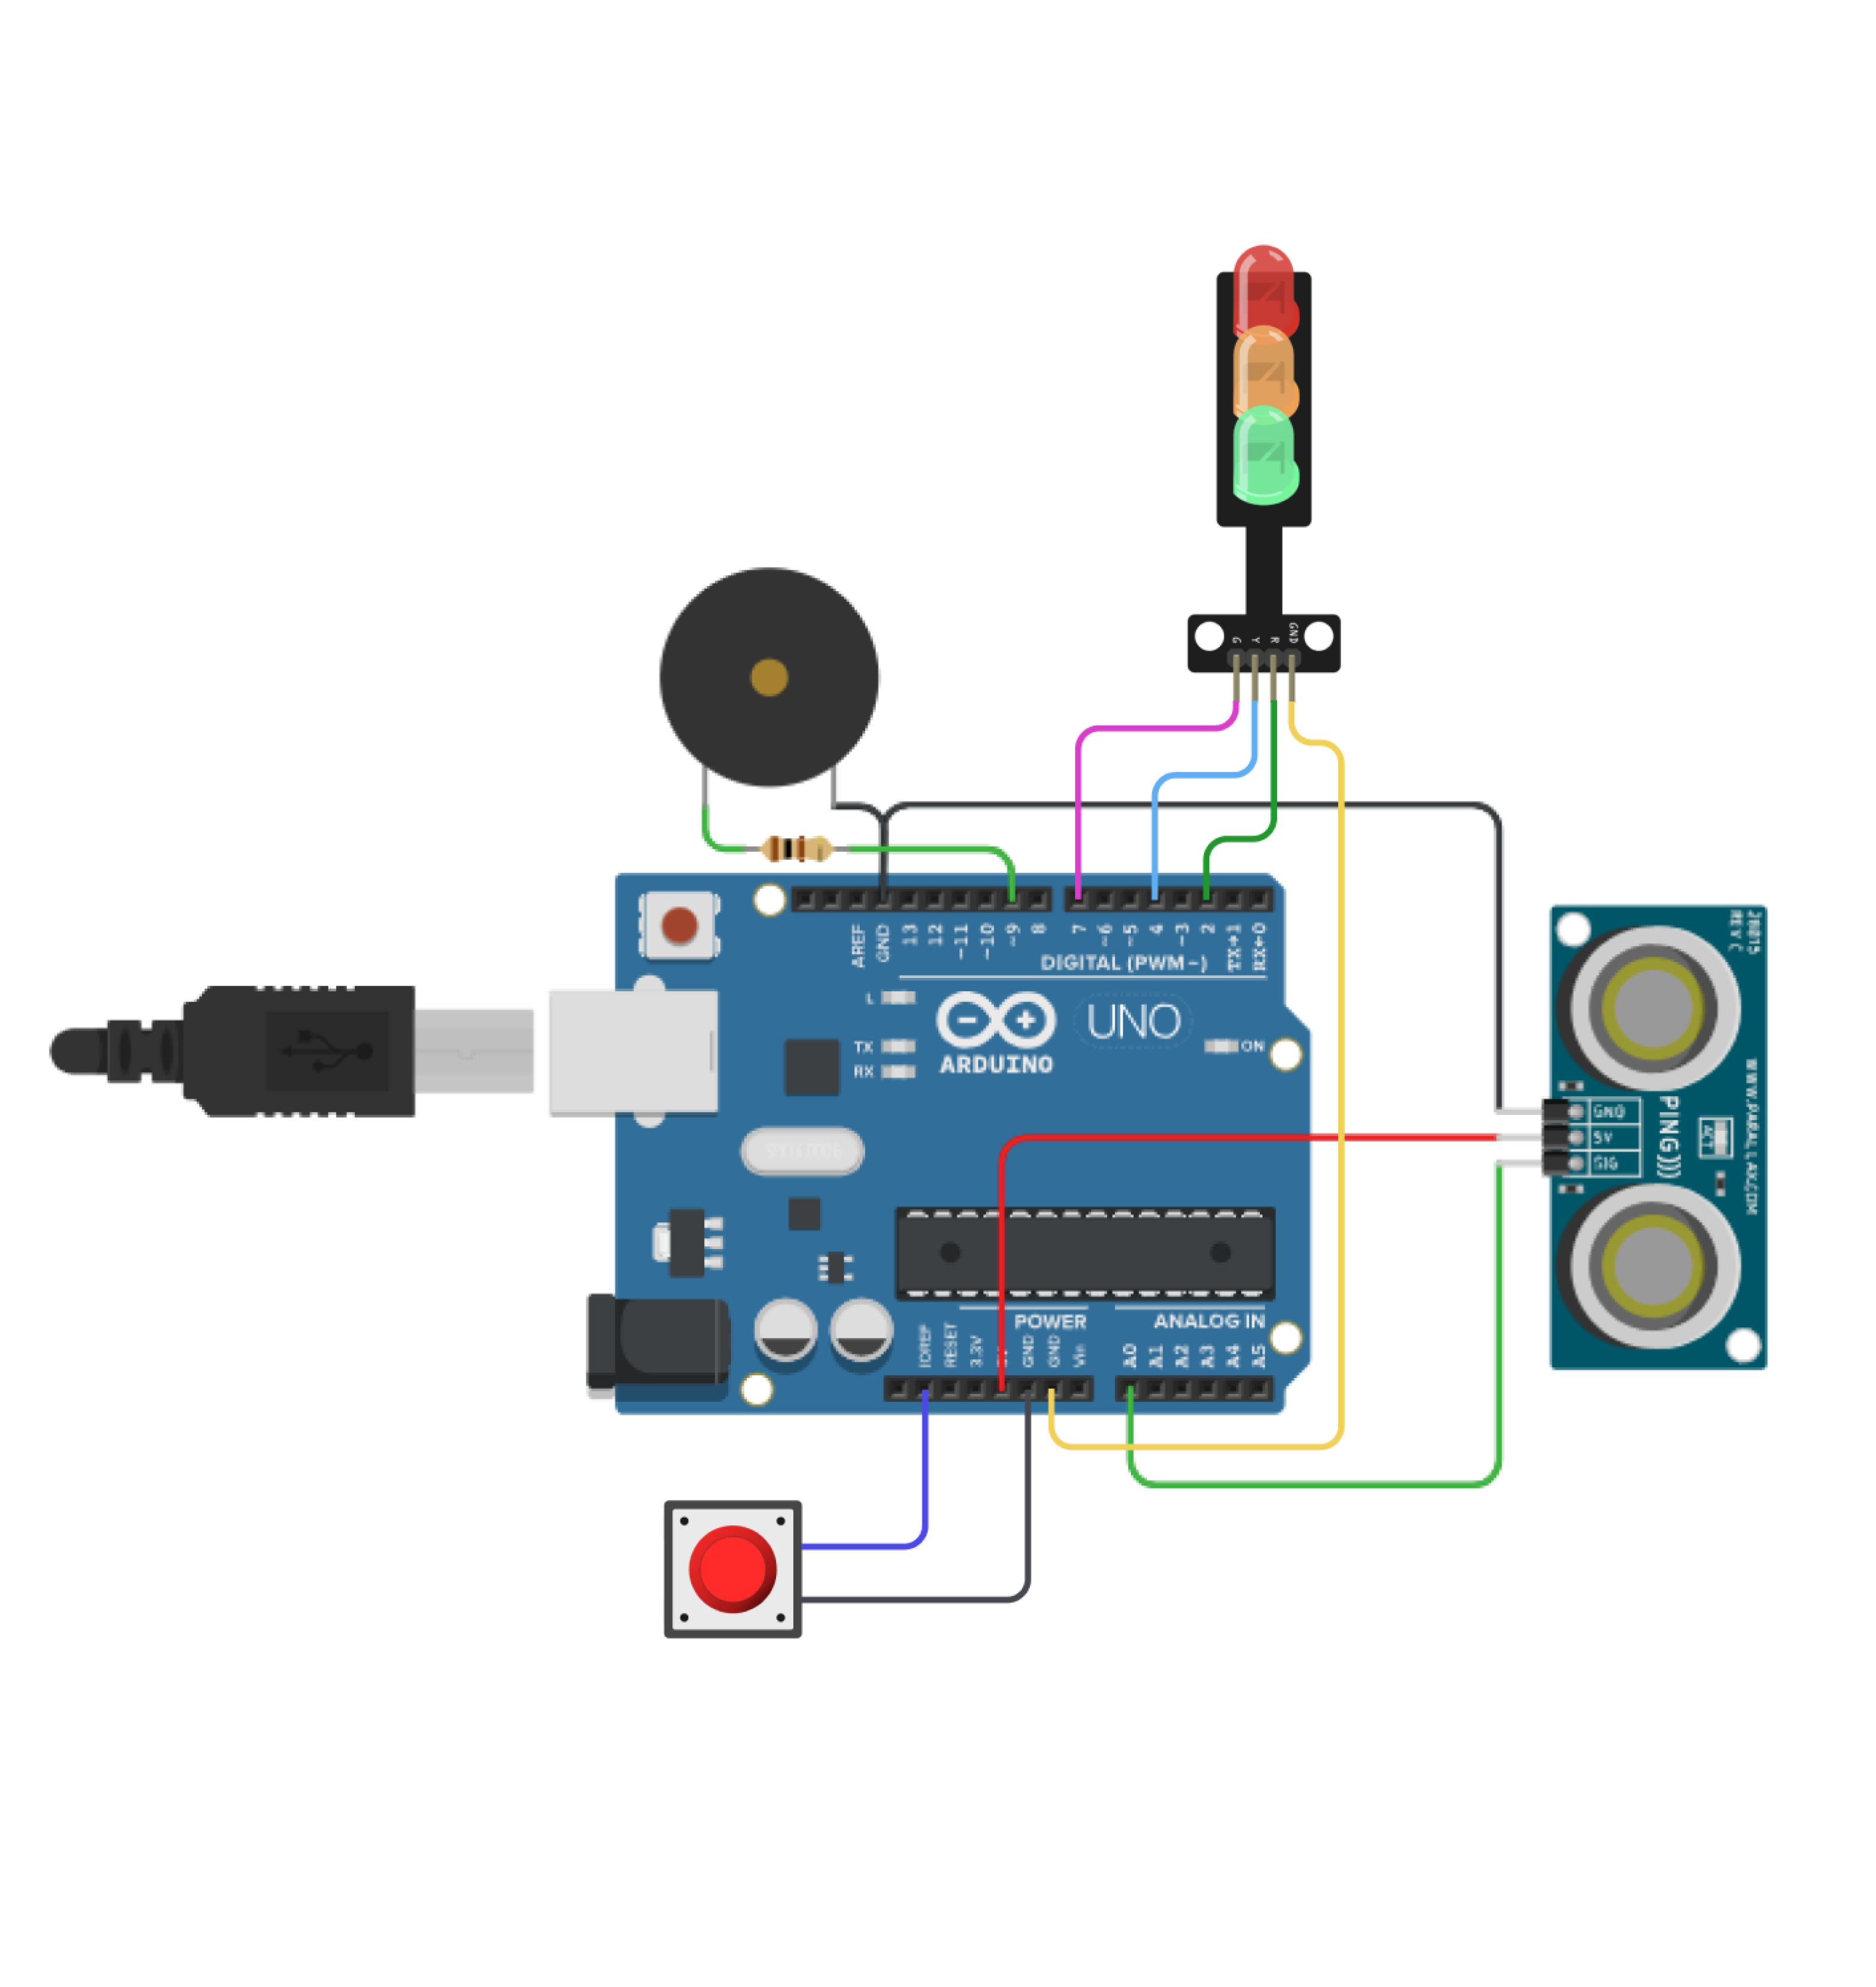 G
Y
R
GND
AREF
GND
13
12
~11
~10
~9
8
7
~6
~5
4
~3
2
TX→1
RX←0
DIGITAL (PWM~)
L
TX
RX
ARDUINO
UNO
ON
28015
REV C
GND
5V
SIG
PING)))
ACT
WWW.PARALLAX.COM
POWER
ANALOG IN
IOREF
RESET
3.3V
GND
GND
Vin
A0
A1
A2
A3
A4
A5